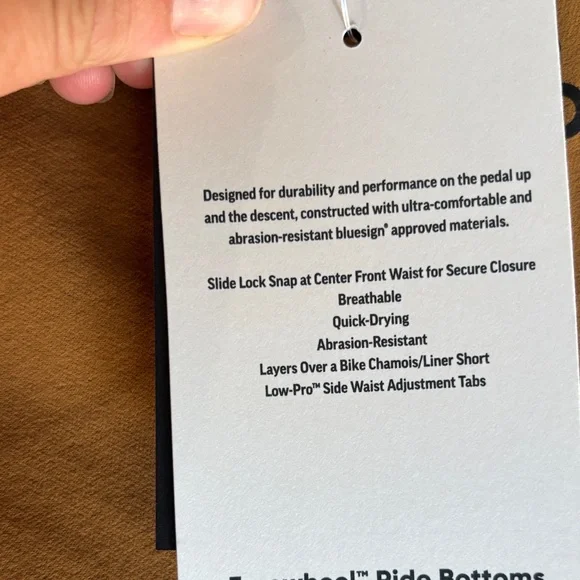 Designed for durability and performance on the pedal up
and the descent, constructed with ultra-comfortable and
abrasion-resistant bluesign® approved materials.
Slide Lock Snap at Center Front Waist for Secure Closure
Breathable
Quick-Drying
Abrasion-Resistant
Layers Over a Bike Chamois/Liner Short
Low-Pro™ Side Waist Adjustment Tabs
Ride Bottoms